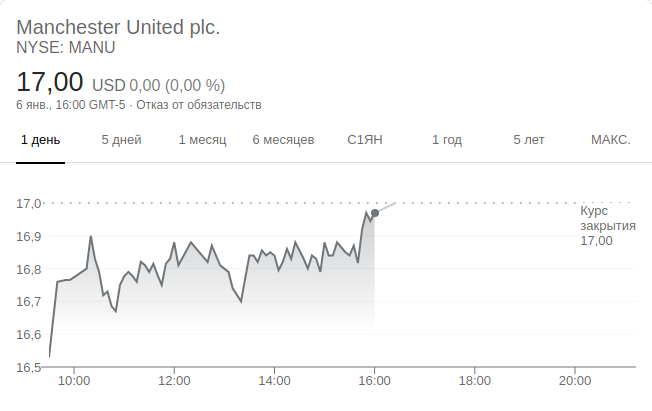 Manchester United plc.
NYSE: MANU
17,00 USD 0,00 (0,00 %)
6 янв., 16:00 GMT-5 · Отказ от обязательств
1 день 5 дней 1 месяц 6 месяцев С1ЯН 1 год 5 лет МАКС.
17,0
Курс
закрытия
17,00
16,9
16,8
16,7
16,6
16,5
10:00 12:00 14:00 16:00 18:00 20:00